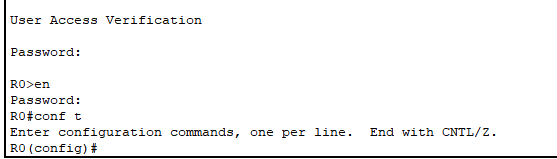 User Access Verification
Password:
R0>en
Password:
R0#conf t
Enter configuration commands, one per line.  End with CNTL/Z.
R0(config)#